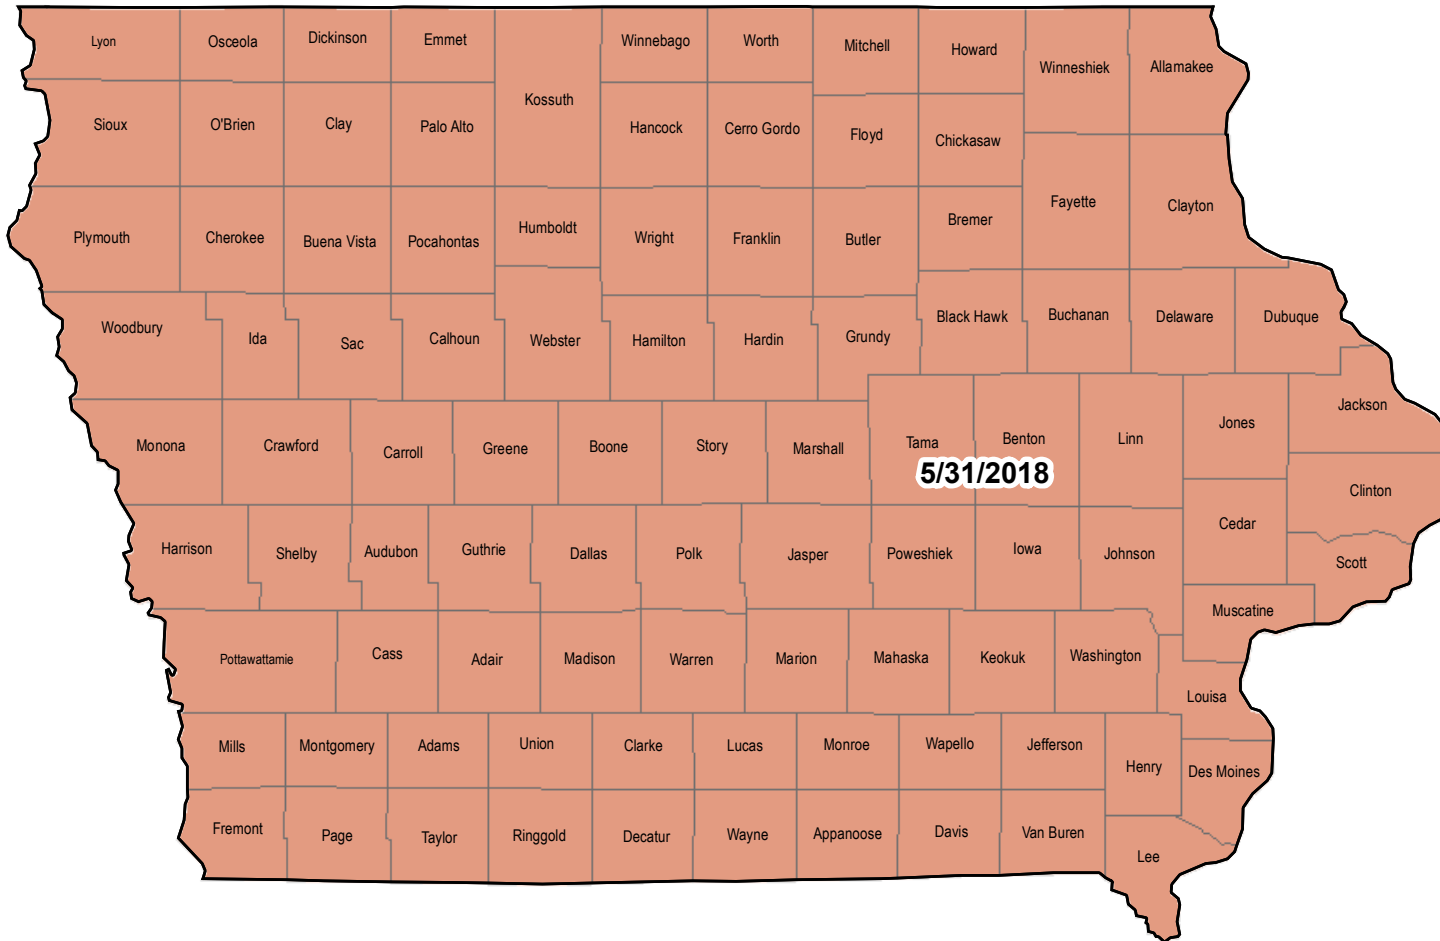 Lyon
Osceola
Dickinson
Emmet
Kossuth
Winnebago
Worth
Mitchell
Howard
Winneshiek
Allamakee
Sioux
O'Brien
Clay
Palo Alto
Hancock
Cerro Gordo
Floyd
Chickasaw
Plymouth
Cherokee
Buena Vista
Pocahontas
Humboldt
Wright
Franklin
Butler
Bremer
Fayette
Clayton
Woodbury
Ida
Sac
Calhoun
Webster
Hamilton
Hardin
Grundy
Black Hawk
Buchanan
Delaware
Dubuque
Monona
Crawford
Carroll
Greene
Boone
Story
Marshall
Tama
Benton
Linn
Jones
Jackson
5/31/2018
Clinton
Cedar
Harrison
Shelby
Audubon
Guthrie
Dallas
Polk
Jasper
Poweshiek
Iowa
Johnson
Scott
Muscatine
Pottawattamie
Cass
Adair
Madison
Warren
Marion
Mahaska
Keokuk
Washington
Louisa
Mills
Montgomery
Adams
Union
Clarke
Lucas
Monroe
Wapello
Jefferson
Henry
Des Moines
Fremont
Page
Taylor
Ringgold
Decatur
Wayne
Appanoose
Davis
Van Buren
Lee